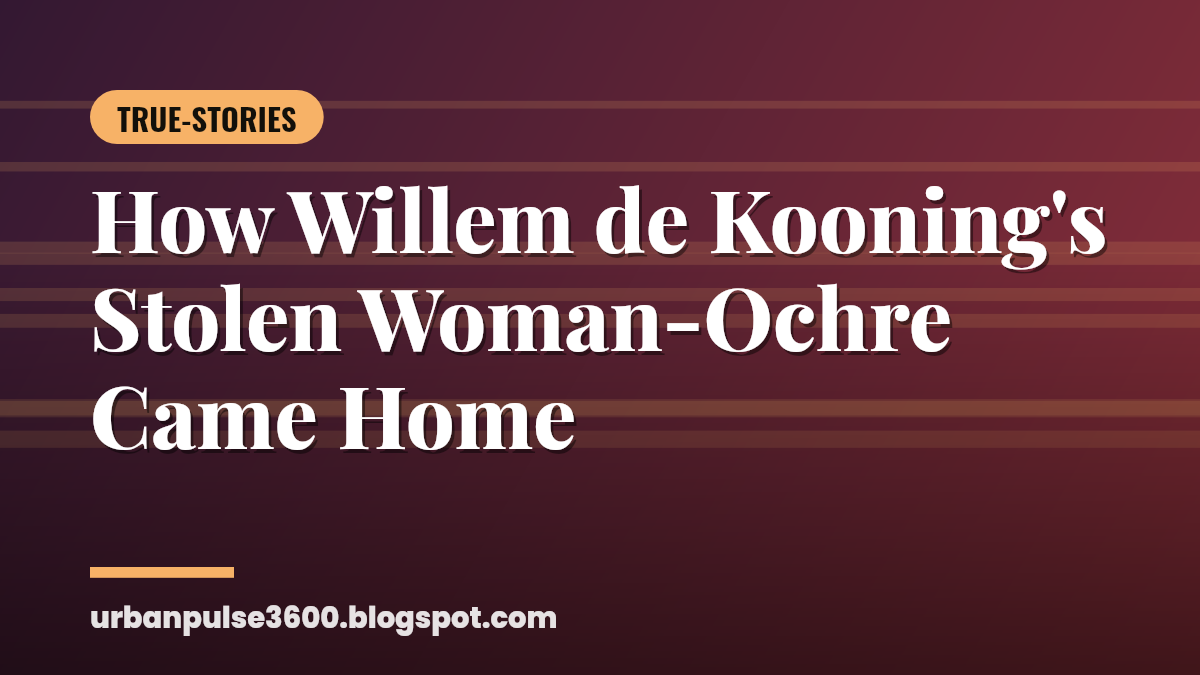 TRUE-STORIES
How Willem de Kooning's
Stolen Woman-Ochre
Came Home
urbanpulse3600.blogspot.com